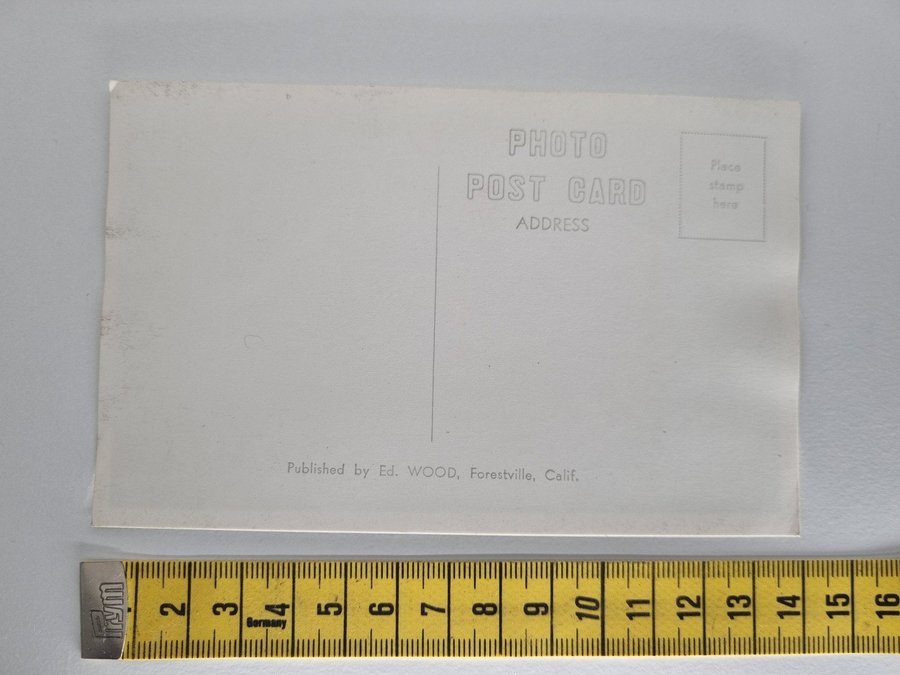 PHOTO
POST CARD
ADDRESS
Place
stamp
here
Published by Ed. WOOD, Forestville, Calif.
Prym
2 3 4 5 6 7 8 9 10 11 12 13 14 15 16
Germany